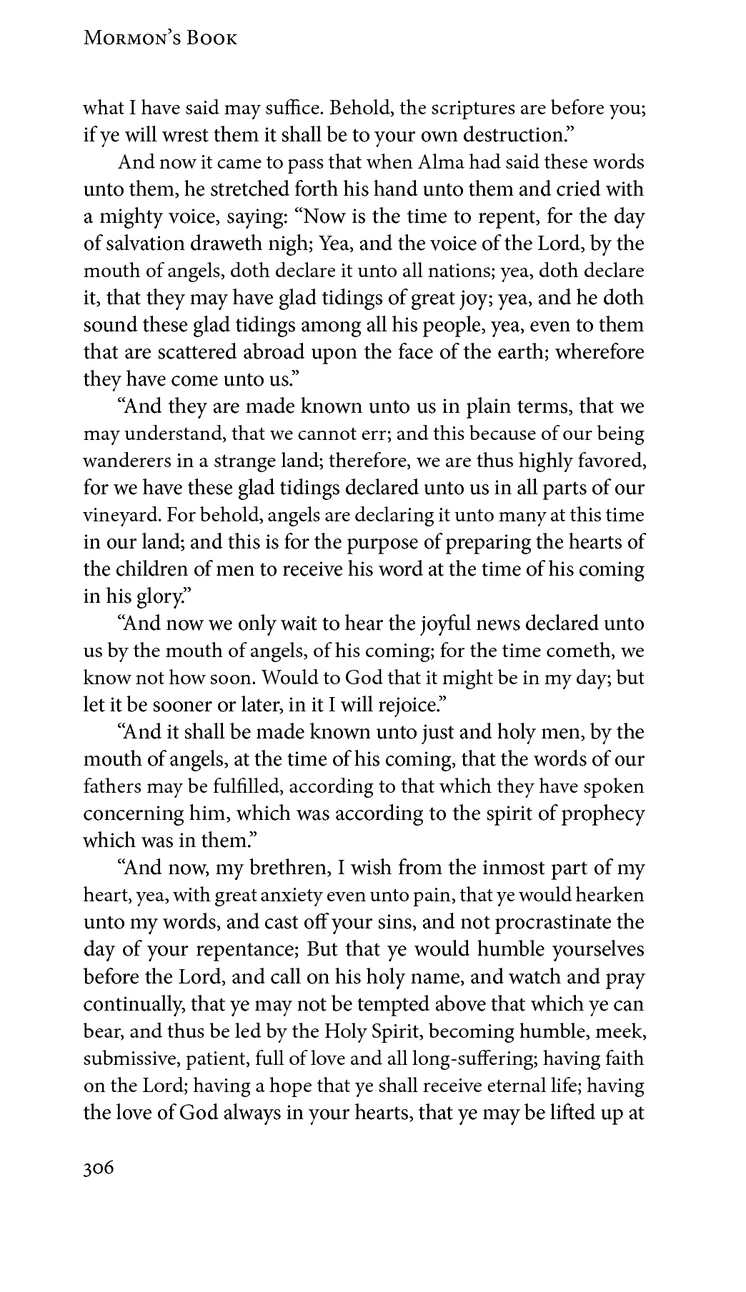 Mormon’s Book
what I have said may suffice. Behold, the scriptures are before you;
if ye will wrest them it shall be to your own destruction.”
And now it came to pass that when Alma had said these words
unto them, he stretched forth his hand unto them and cried with
a mighty voice, saying: “Now is the time to repent, for the day
of salvation draweth nigh; Yea, and the voice of the Lord, by the
mouth of angels, doth declare it unto all nations; yea, doth declare
it, that they may have glad tidings of great joy; yea, and he doth
sound these glad tidings among all his people, yea, even to them
that are scattered abroad upon the face of the earth; wherefore
they have come unto us.”
“And they are made known unto us in plain terms, that we
may understand, that we cannot err; and this because of our being
wanderers in a strange land; therefore, we are thus highly favored,
for we have these glad tidings declared unto us in all parts of our
vineyard. For behold, angels are declaring it unto many at this time
in our land; and this is for the purpose of preparing the hearts of
the children of men to receive his word at the time of his coming
in his glory.”
“And now we only wait to hear the joyful news declared unto
us by the mouth of angels, of his coming; for the time cometh, we
know not how soon. Would to God that it might be in my day; but
let it be sooner or later, in it I will rejoice.”
“And it shall be made known unto just and holy men, by the
mouth of angels, at the time of his coming, that the words of our
fathers may be fulfilled, according to that which they have spoken
concerning him, which was according to the spirit of prophecy
which was in them.”
“And now, my brethren, I wish from the inmost part of my
heart, yea, with great anxiety even unto pain, that ye would hearken
unto my words, and cast off your sins, and not procrastinate the
day of your repentance; But that ye would humble yourselves
before the Lord, and call on his holy name, and watch and pray
continually, that ye may not be tempted above that which ye can
bear, and thus be led by the Holy Spirit, becoming humble, meek,
submissive, patient, full of love and all long-suffering; having faith
on the Lord; having a hope that ye shall receive eternal life; having
the love of God always in your hearts, that ye may be lifted up at
306